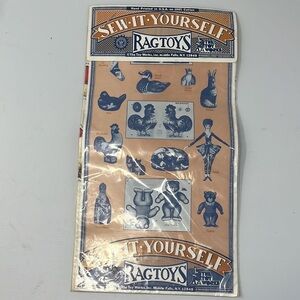 Hand Printed in U.S.A. on 100% Cotton
SEW·IT·YOURSELF
RAGTOYS
©The Toy Works, Inc. Middle Falls, N.Y. 12848
SEW·IT·YOURSELF
RAGTOYS
©The Toy Works, Inc. Middle Falls, N.Y. 12848